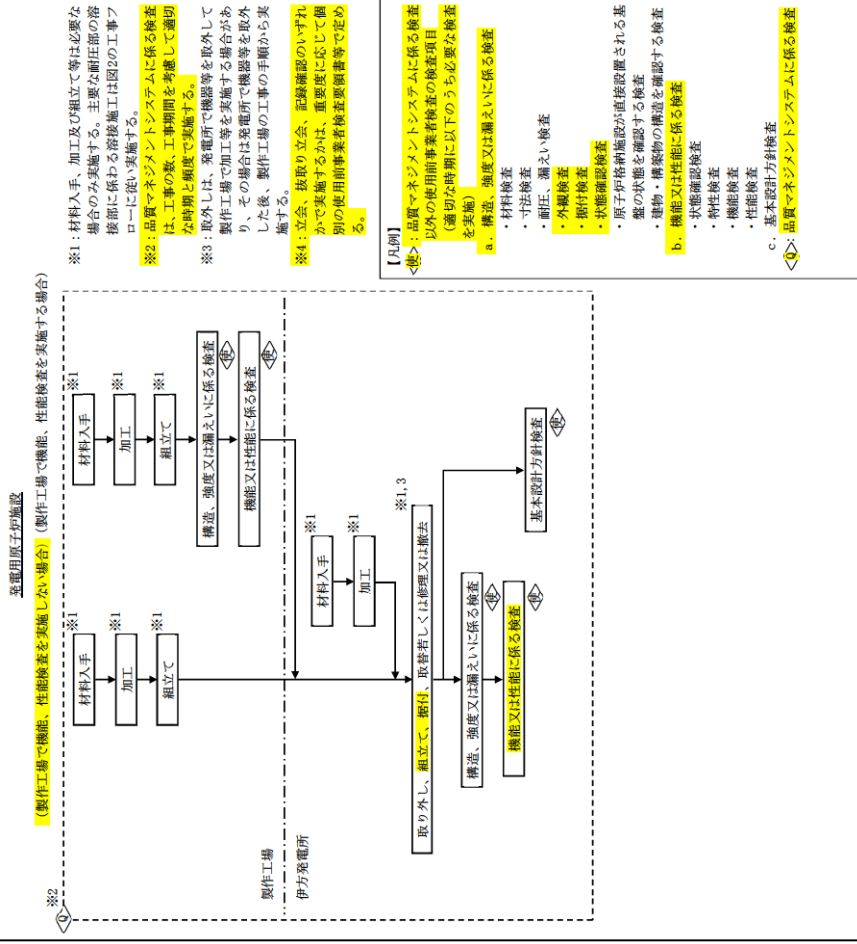 発電用原子炉施設
(製作工場で機能、性能検査を実施しない場合)
(製作工場で機能、性能検査を実施する場合)
※2
<Q>
材料入手
※1
加工
※1
組立て
※1
材料入手
※1
加工
※1
組立て
※1
構造、強度又は漏えいに係る検査
<使>
機能又は性能に係る検査
<使>
製作工場
伊方発電所
材料入手
※1
加工
※1
取り外し、組立て、据付、取替若しくは修理又は撤去
※1,3
構造、強度又は漏えいに係る検査
<使>
機能又は性能に係る検査
<使>
基本設計方針検査
<使>
※1:材料入手、加工及び組立て等は必要な
場合のみ実施する。主要な耐圧部の溶
接部に係わる溶接施工は図2の工事フ
ローに従い実施する。
※2:品質マネジメントシステムに係る検査
は、工事の数、工事期間を考慮して適切
な時期と頻度で実施する。
※3:取外しは、発電所で機器等を取外して
製作工場で加工等を実施する場合があ
り、その場合は発電所で機器等を取外
した後、製作工場の工事の手順から実
施する。
※4:立会、抜取り立会、記録確認のいずれ
かで実施するかは、重要度に応じて個
別の使用前事業者検査要領書等で定め
る。
【凡例】
<使>:品質マネジメントシステムに係る検査
以外の使用前事業者検査の検査項目
(適切な時期に以下のうち必要な検査
を実施)
a.構造、強度又は漏えいに係る検査
・材料検査
・寸法検査
・耐圧、漏えい検査
・外観検査
・据付検査
・状態確認検査
・原子炉格納施設が直接設置される基
盤の状態を確認する検査
・建物・構築物の構造を確認する検査
b.機能又は性能に係る検査
・状態確認検査
・特性検査
・機能検査
・性能検査
c.基本設計方針検査
<Q>:品質マネジメントシステムに係る検査